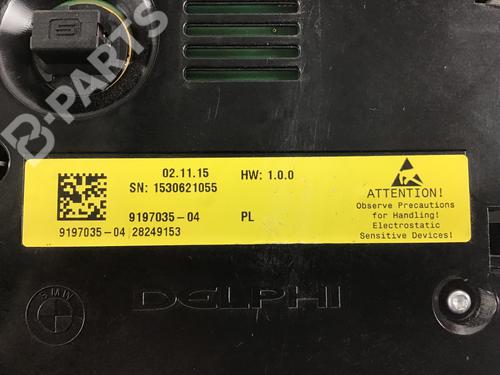 B-PARTS
02.11.15
HW: 1.0.0
SN: 1530621055
9197035-04
PL
9197035-04
28249153
ATTENTION!
Observe Precautions
for Handling!
Electrostatic
Sensitive Devices!
BMW
DELPHI